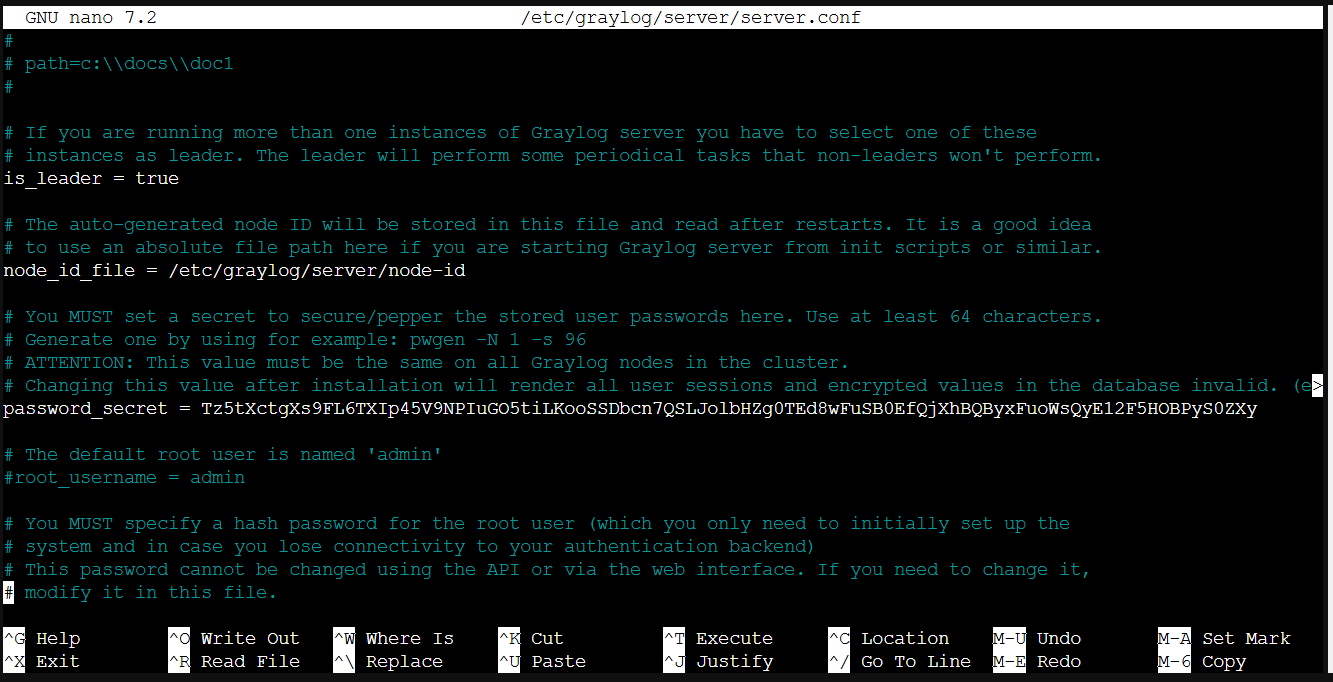 GNU nano 7.2 /etc/graylog/server/server.conf
#
# path=c:\\docs\\doc1
#
# If you are running more than one instances of Graylog server you have to select one of these
# instances as leader. The leader will perform some periodical tasks that non-leaders won't perform.
is_leader = true
# The auto-generated node ID will be stored in this file and read after restarts. It is a good idea
# to use an absolute file path here if you are starting Graylog server from init scripts or similar.
node_id_file = /etc/graylog/server/node-id
# You MUST set a secret to secure/pepper the stored user passwords here. Use at least 64 characters.
# Generate one by using for example: pwgen -N 1 -s 96
# ATTENTION: This value must be the same on all Graylog nodes in the cluster.
# Changing this value after installation will render all user sessions and encrypted values in the database invalid. (e>
password_secret = Tz5tXctgXs9FL6TXIp45V9NPIuGO5tiLKooSSDbcn7QSLJolbHZg0TEd8wFuSB0EfQjXhBQByxFuoWsQyE12F5HOBPyS0ZXy
# The default root user is named 'admin'
#root_username = admin
# You MUST specify a hash password for the root user (which you only need to initially set up the
# system and in case you lose connectivity to your authentication backend)
# This password cannot be changed using the API or via the web interface. If you need to change it,
# modify it in this file.
^G Help ^O Write Out ^W Where Is ^K Cut ^T Execute ^C Location M-U Undo M-A Set Mark
^X Exit ^R Read File ^\ Replace ^U Paste ^J Justify ^/ Go To Line M-E Redo M-6 Copy